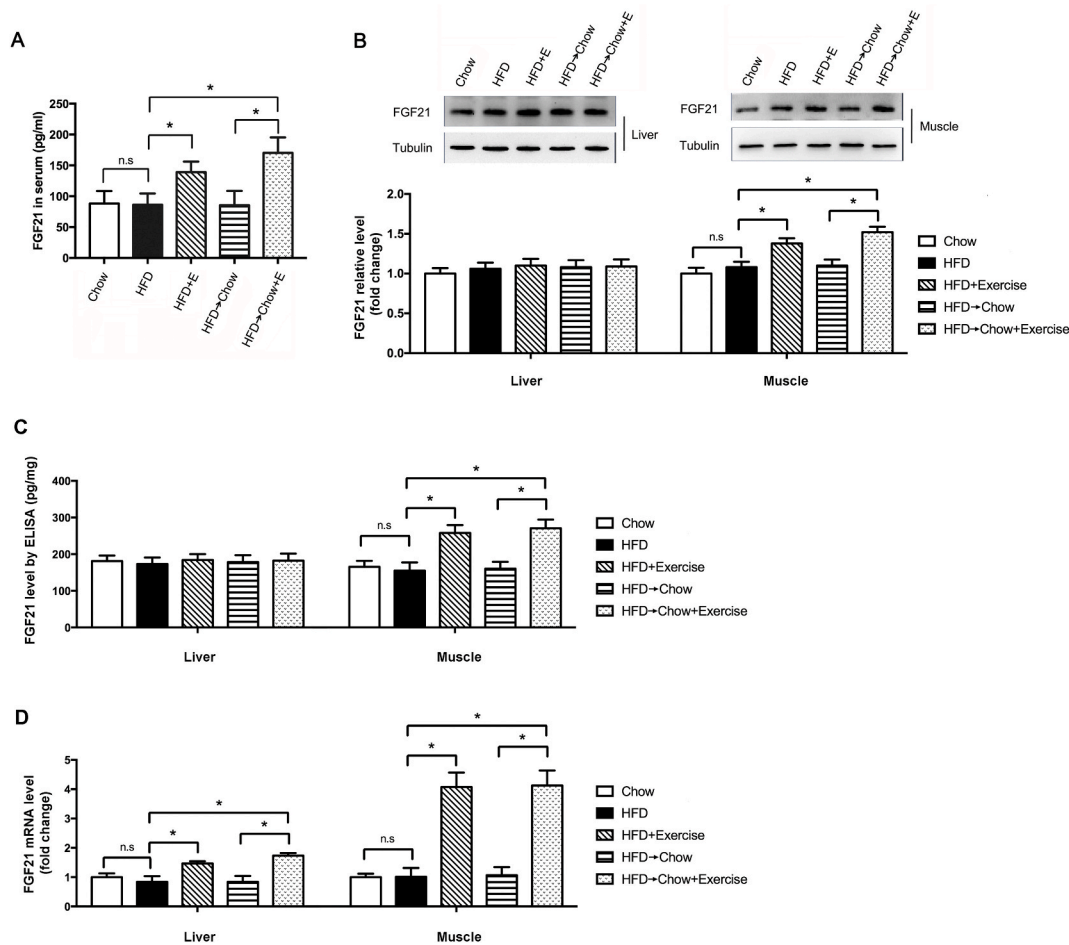 A
FGF21 in serum (pg/ml)
250
200
150
100
50
0
n.s
*
*
*
Chow
HFD
HFD+E
HFD→Chow
HFD→Chow+E
B
Chow
HFD
HFD+E
HFD→Chow
HFD→Chow+E
FGF21
Tubulin
Liver
Chow
HFD
HFD+E
HFD→Chow
HFD→Chow+E
FGF21
Tubulin
Muscle
FGF21 relative level
(fold change)
2.0
1.5
1.0
0.5
0.0
n.s
*
*
*
Liver
Muscle
Chow
HFD
HFD+Exercise
HFD→Chow
HFD→Chow+Exercise
C
FGF21 level by ELISA (pg/mg)
400
300
200
100
0
n.s
*
*
*
Liver
Muscle
Chow
HFD
HFD+Exercise
HFD→Chow
HFD→Chow+Exercise
D
FGF21 mRNA level
(fold change)
5
4
3
2
1
0
n.s
*
*
*
n.s
*
*
*
Liver
Muscle
Chow
HFD
HFD+Exercise
HFD→Chow
HFD→Chow+Exercise